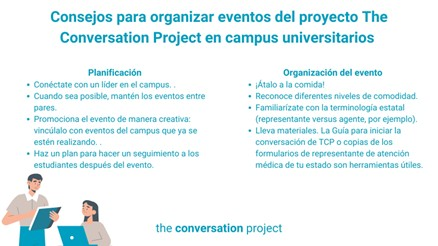 Consejos para organizar eventos del proyecto The
Conversation Project en campus universitarios
Planificación
• Conéctate con un líder en el campus. .
• Cuando sea posible, mantén los eventos entre
pares.
• Promociona el evento de manera creativa:
vincúlalo con eventos del campus que ya se
estén realizando. .
• Haz un plan para hacer un seguimiento a los
estudiantes después del evento.
Organización del evento
• ¡Átalo a la comida!
• Reconoce diferentes niveles de comodidad.
• Familiarízate con la terminología estatal
(representante versus agente, por ejemplo).
• Lleva materiales. La Guía para iniciar la
conversación de TCP o copias de los
formularios de representante de atención
médica de tu estado son herramientas útiles.
the conversation project